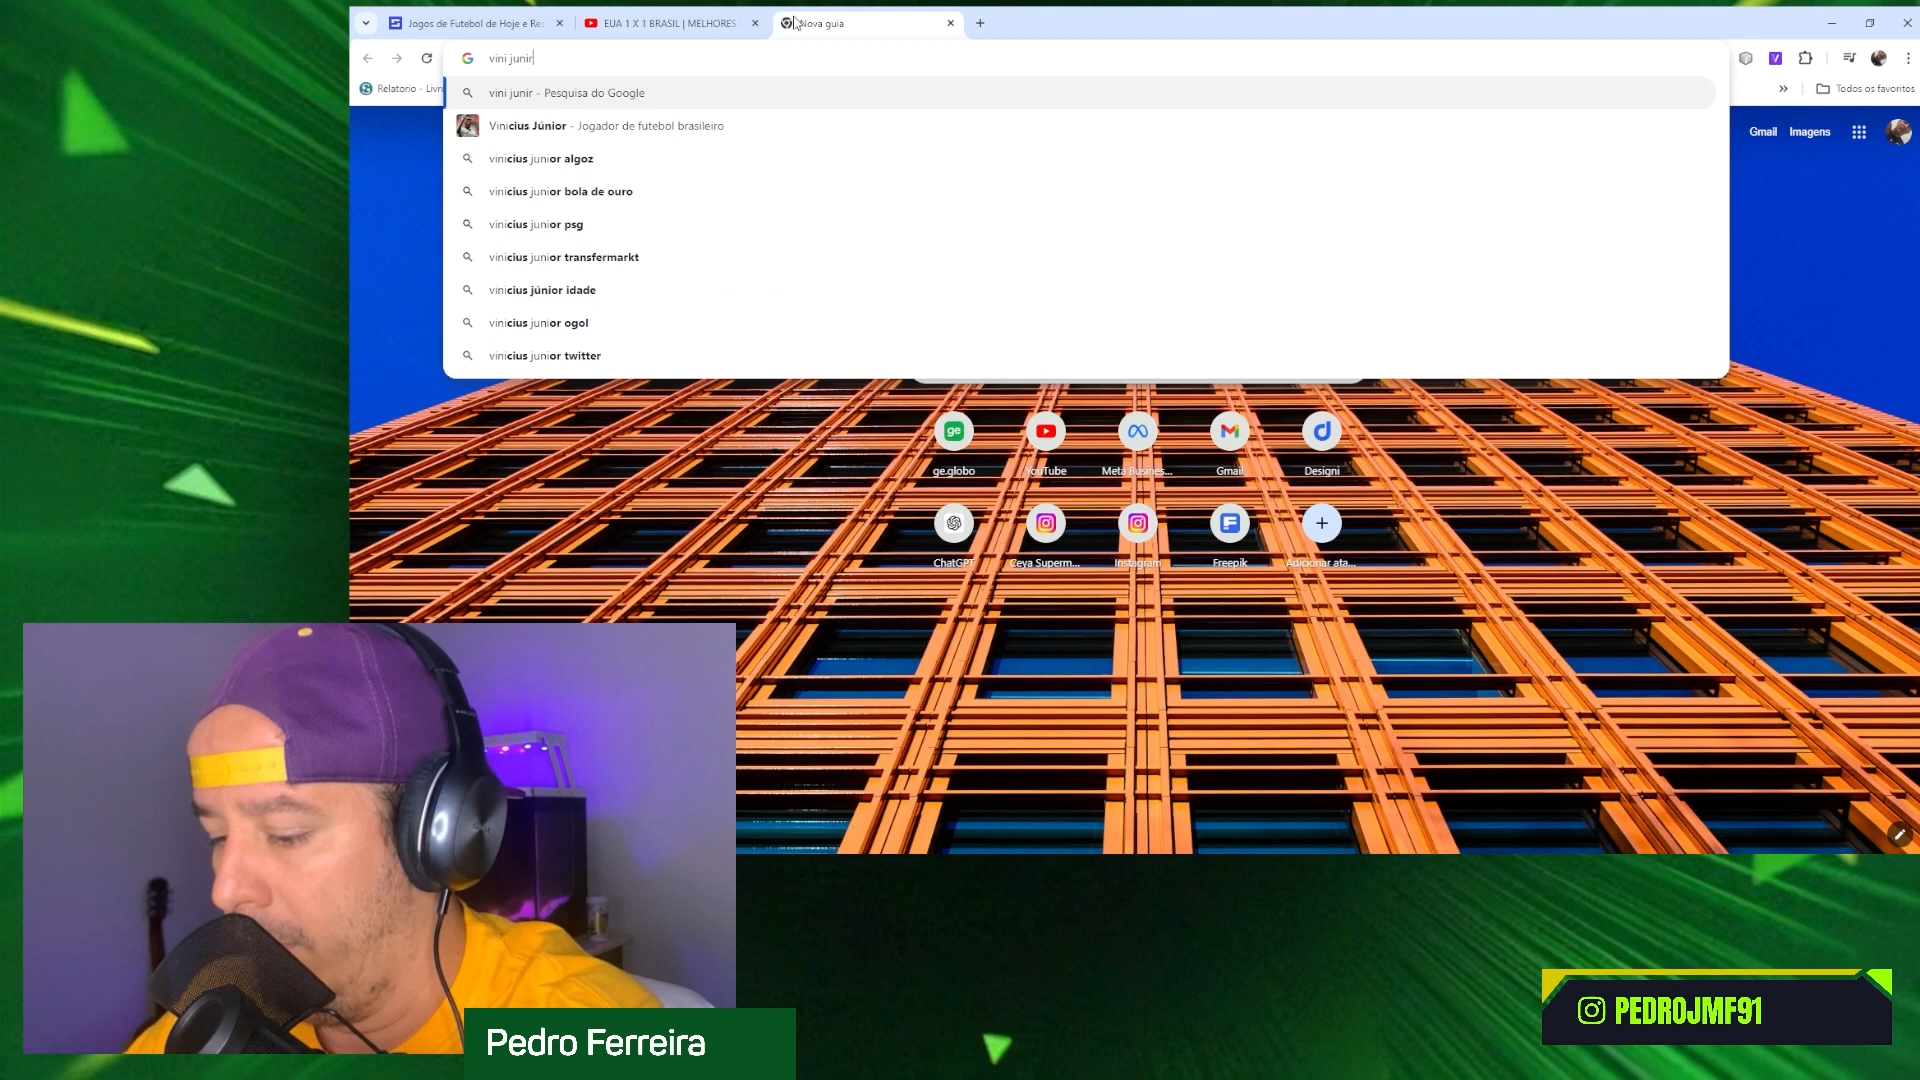 Jogos de Futebol de Hoje e Res
EUA 1 X 1 BRASIL | MELHORES
Nova guia
vini junir
Relatorio - Livr
Todos os favoritos
vini junir - Pesquisa do Google
Vinicius Júnior - Jogador de futebol brasileiro
Gmail
Imagens
vinicius junior algoz
vinicius junior bola de ouro
vinicius junior psg
vinicius junior transfermarkt
vinicius júnior idade
vinicius junior ogol
vinicius junior twitter
ge
ge.globo
YouTube
Meta Busines...
Gmail
Designi
ChatGPT
Ceya Superm...
Instagram
Freepik
Adicionar ata...
Pedro Ferreira
PEDROJMF91